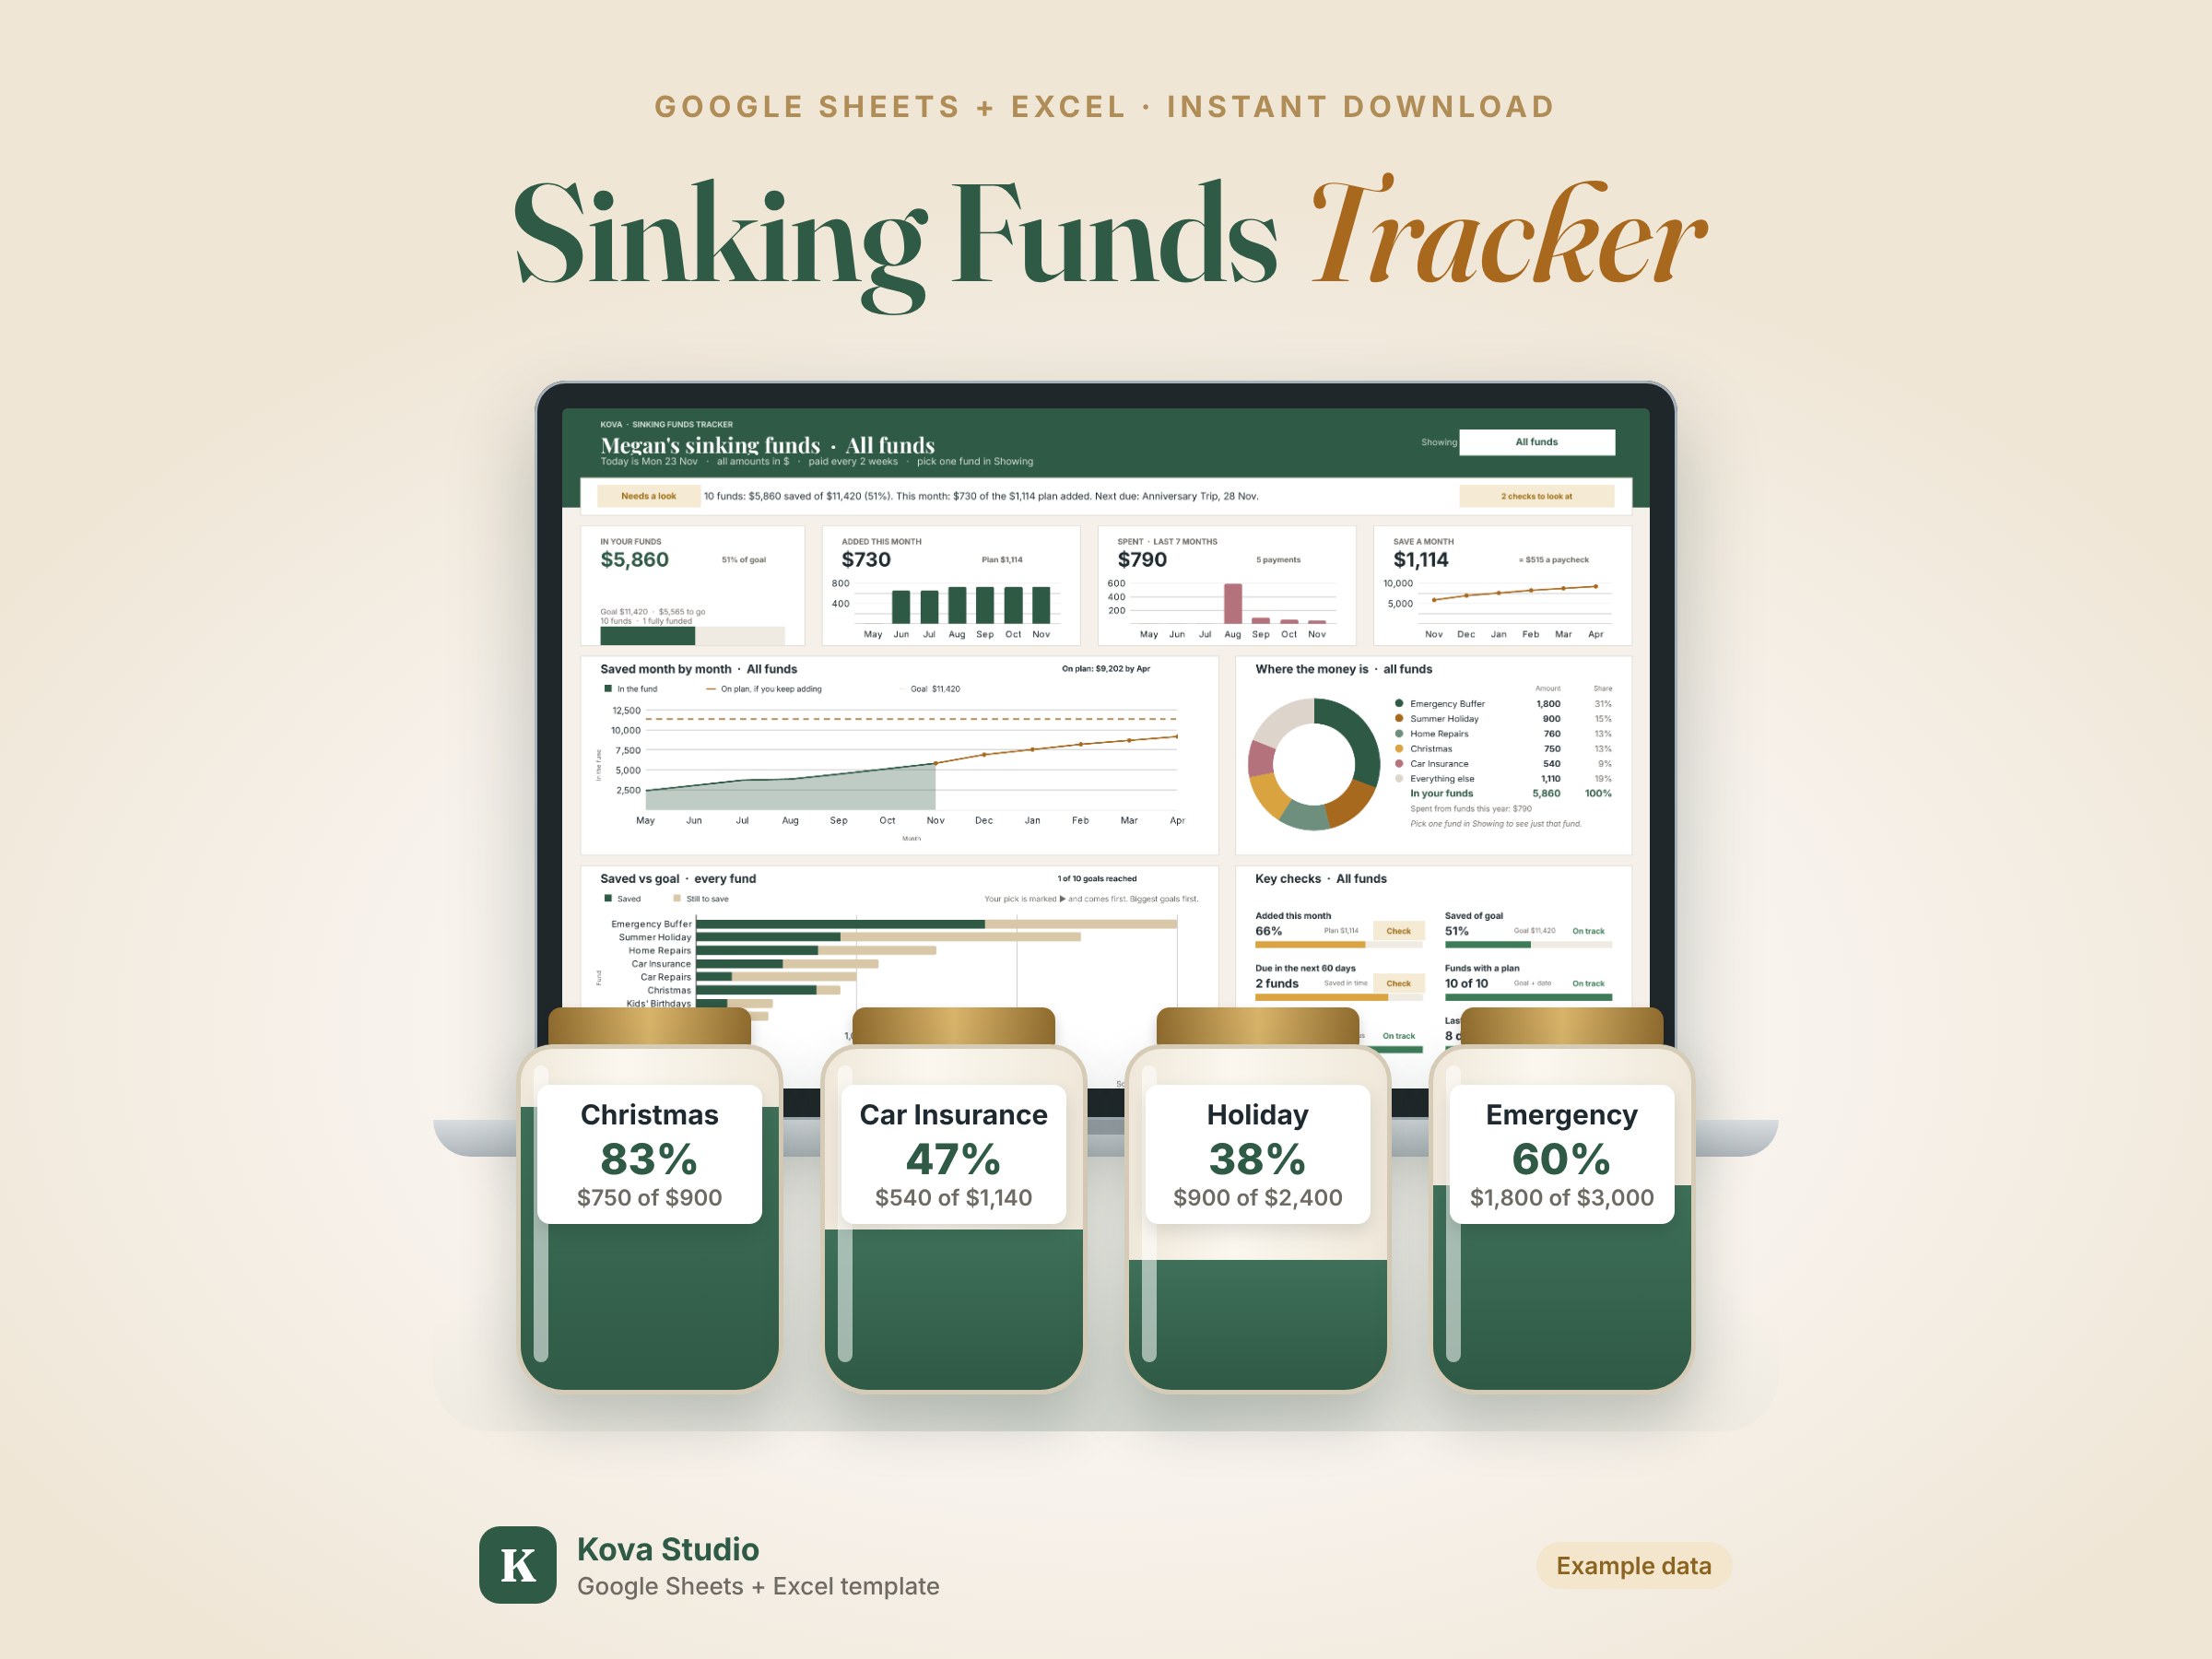 GOOGLE SHEETS + EXCEL · INSTANT DOWNLOAD
Sinking Funds Tracker
KOVA · SINKING FUNDS TRACKER
Megan's sinking funds · All funds
Today is Mon 23 Nov · all amounts in $ · paid every 2 weeks · pick one fund in Showing
Showing All funds
Needs a look 10 funds: $5,860 saved of $11,420 (51%). This month: $730 of the $1,114 plan added. Next due: Anniversary Trip, 28 Nov. 2 checks to look at
IN YOUR FUNDS
$5,860 51% of goal
Goal $11,420 · $5,565 to go
10 funds · 1 fully funded
ADDED THIS MONTH
$730 Plan $1,114
800
400
May Jun Jul Aug Sep Oct Nov
SPENT · LAST 7 MONTHS
$790 5 payments
600
400
200
May Jun Jul Aug Sep Oct Nov
SAVE A MONTH
$1,114 = $515 a paycheck
10,000
5,000
Nov Dec Jan Feb Mar Apr
Saved month by month · All funds On plan: $9,202 by Apr
In the fund On plan, if you keep adding Goal $11,420
12,500
10,000
7,500
5,000
2,500
In the fund
May Jun Jul Aug Sep Oct Nov Dec Jan Feb Mar Apr
Month
Where the money is · all funds
Amount Share
Emergency Buffer 1,800 31%
Summer Holiday 900 15%
Home Repairs 760 13%
Christmas 750 13%
Car Insurance 540 9%
Everything else 1,110 19%
In your funds 5,860 100%
Spent from funds this year: $790
Pick one fund in Showing to see just that fund.
Saved vs goal · every fund 1 of 10 goals reached
Saved Still to save Your pick is marked ▶ and comes first. Biggest goals first.
Fund
Emergency Buffer
Summer Holiday
Home Repairs
Car Insurance
Car Repairs
Christmas
Kids' Birthdays
Key checks · All funds
Added this month
66% Plan $1,114 Check
Saved of goal
51% Goal $11,420 On track
Due in the next 60 days
2 funds Saved in time Check
Funds with a plan
10 of 10 Goal + date On track
On track
Christmas
83%
$750 of $900
Car Insurance
47%
$540 of $1,140
Holiday
38%
$900 of $2,400
Emergency
60%
$1,800 of $3,000
K
Kova Studio
Google Sheets + Excel template
Example data